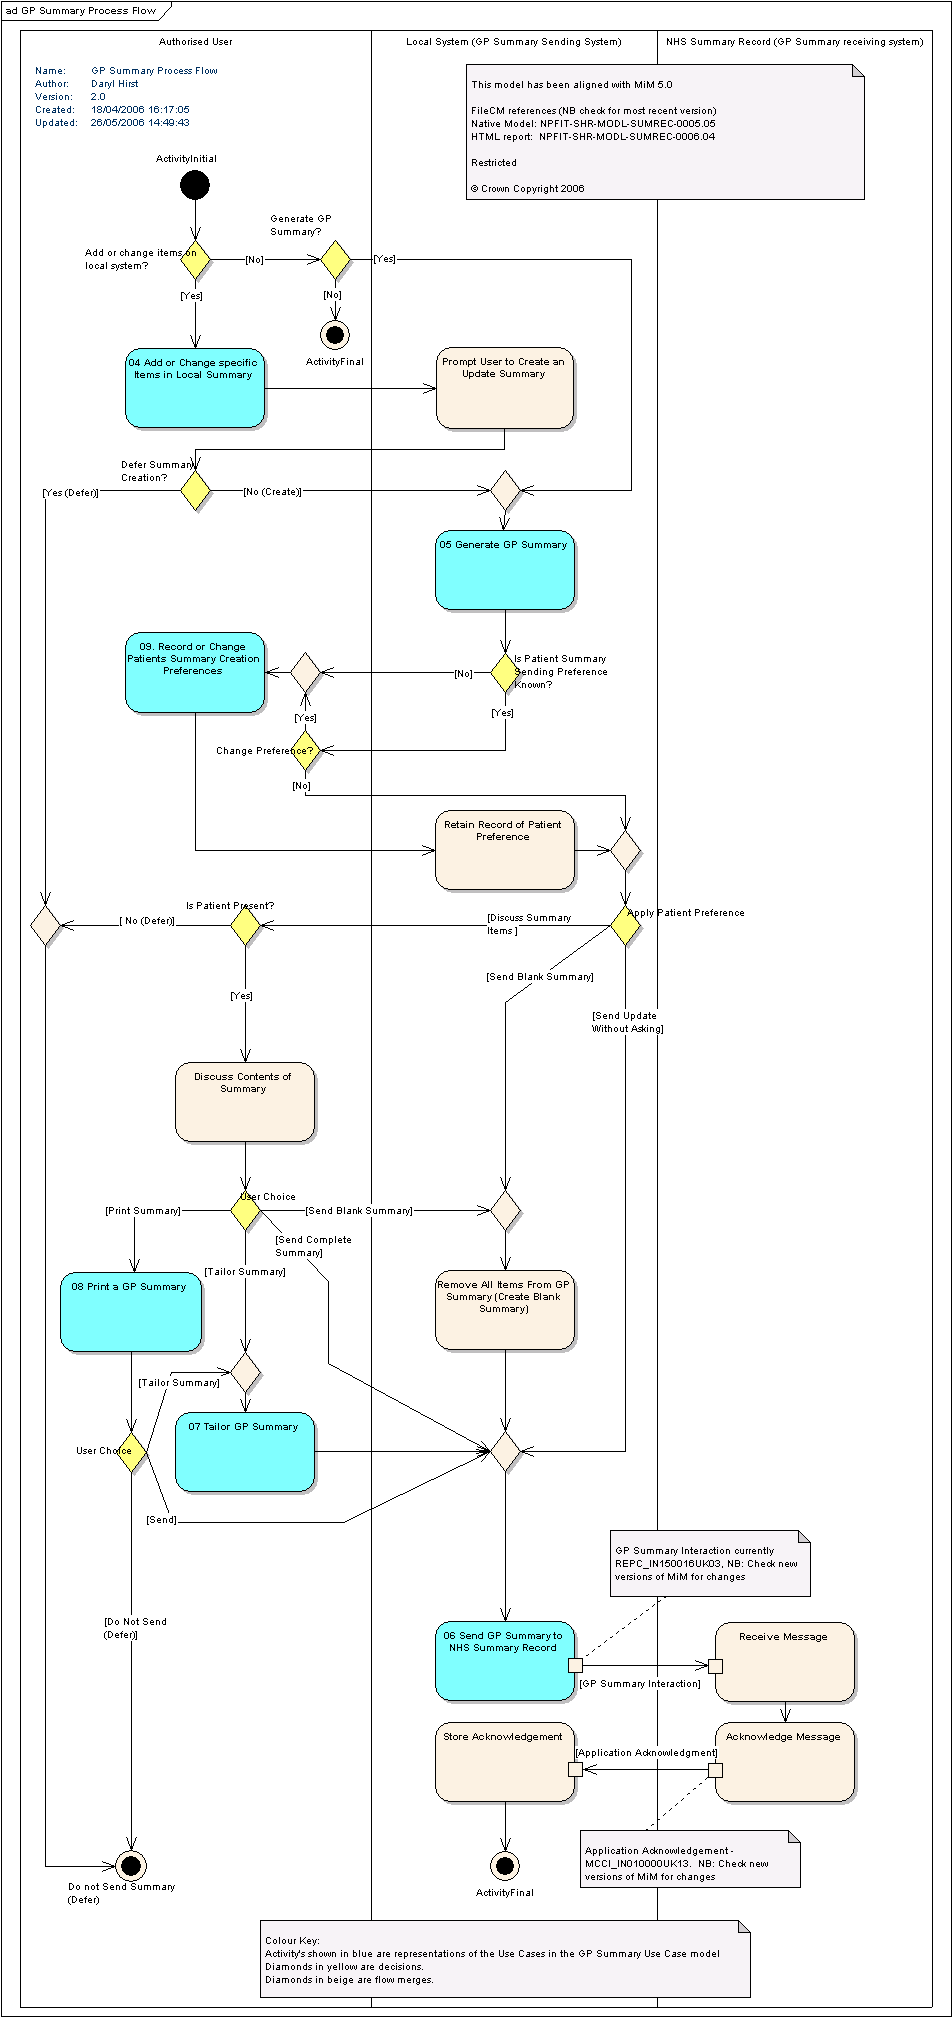 ad GP Summary Process Flow
Authorised User
Local System (GP Summary Sending System)
NHS Summary Record (GP Summary receiving system)
Name: GP Summary Process Flow
Author: Daryl Hirst
Version: 2.0
Created: 18/04/2006 16:17:05
Updated: 26/05/2006 14:49:43
This model has been aligned with MiM 5.0
FileCM references (NB check for most recent version)
Native Model: NPFIT-SHR-MODL-SUMREC-0005.05
HTML report: NPFIT-SHR-MODL-SUMREC-0006.04
Restricted
© Crown Copyright 2006
ActivityInitial
Generate GP
Summary?
Add or change items on
local system?
[No]
[Yes]
[Yes]
[No]
ActivityFinal
04 Add or Change specific
Items in Local Summary
Prompt User to Create an
Update Summary
Defer Summary
Creation?
[Yes (Defer)]
[No (Create)]
05 Generate GP Summary
09. Record or Change
Patients Summary Creation
Preferences
Is Patient Summary
Sending Preference
Known?
[No]
[Yes]
[Yes]
Change Preference?
[No]
Retain Record of Patient
Preference
Is Patient Present?
Apply Patient Preference
[ No (Defer)]
[Discuss Summary
Items ]
[Send Blank Summary]
[Yes]
[Send Update
Without Asking]
Discuss Contents of
Summary
User Choice
[Print Summary]
[Send Blank Summary]
[Send Complete
Summary]
[Tailor Summary]
08 Print a GP Summary
Remove All Items From GP
Summary (Create Blank
Summary)
[Tailor Summary]
07 Tailor GP Summary
User Choice
[Send]
GP Summary Interaction currently
REPC_IN150016UK03, NB: Check new
versions of MiM for changes
[Do Not Send
(Defer)]
06 Send GP Summary to
NHS Summary Record
Receive Message
[GP Summary Interaction]
Store Acknowledgement
Acknowledge Message
[Application Acknowledgment]
Application Acknowledgement -
MCCI_IN010000UK13. NB: Check new
versions of MiM for changes
Do not Send Summary
(Defer)
ActivityFinal
Colour Key:
Activity's shown in blue are representations of the Use Cases in the GP Summary Use Case model
Diamonds in yellow are decisions.
Diamonds in beige are flow merges.